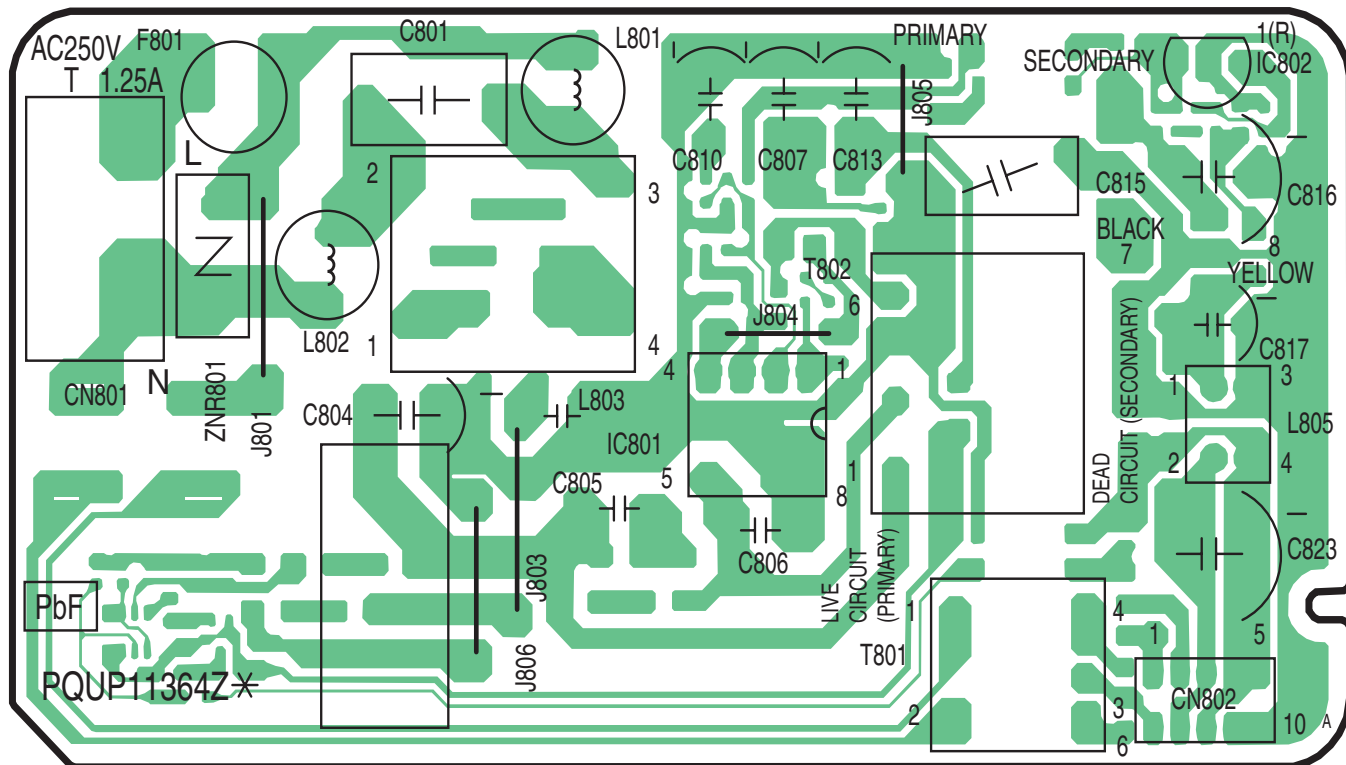 AC250V
T 1.25A
F801
C801
L801
PRIMARY
SECONDARY
1(R)
IC802
J805
L
C810
C807
C813
2
3
C815
C816
BLACK
7
8
T802
6
YELLOW
Z
L802
1
4
J804
C817
CN801
N
ZNR801
J801
C804
L803
4
1
IC801
5
8
1
DEAD
CIRCUIT (SECONDARY)
1
3
L805
2
4
C805
C806
C823
J803
J806
LIVE
CIRCUIT
(PRIMARY)
PbF
PQUP11364Z*
T801
1
4
2
3
6
1
5
CN802
10
A